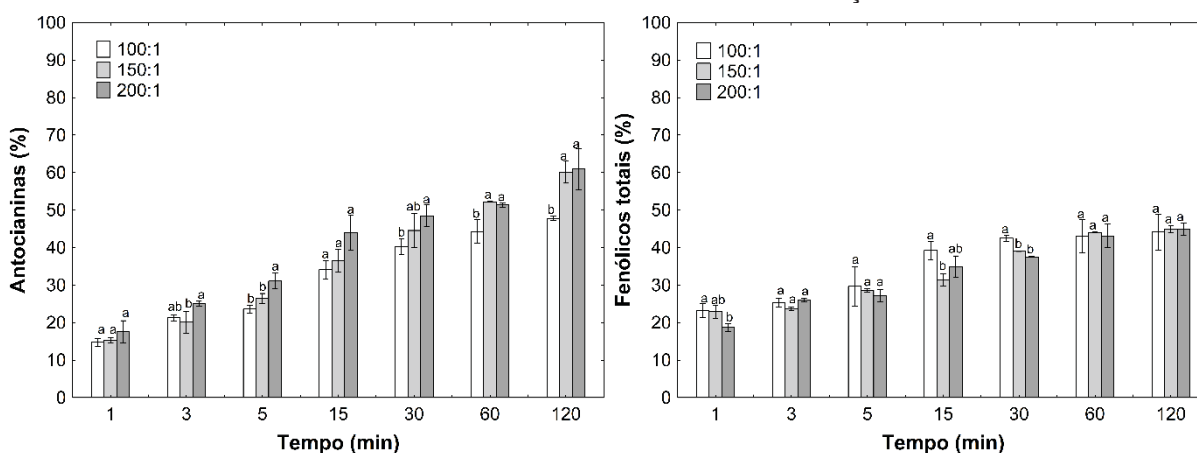 100
90
80
70
60
50
40
30
20
10
0
Antocianinas (%)
100:1
150:1
200:1
a a a
ab b a
b b a
a a a
b ab a
b a a
b a a
1 3 5 15 30 60 120
Tempo (min)
100
90
80
70
60
50
40
30
20
10
0
Fenólicos totais (%)
100:1
150:1
200:1
a ab b
a a a
a a a
a b ab
a b b
a a a
a a a
1 3 5 15 30 60 120
Tempo (min)